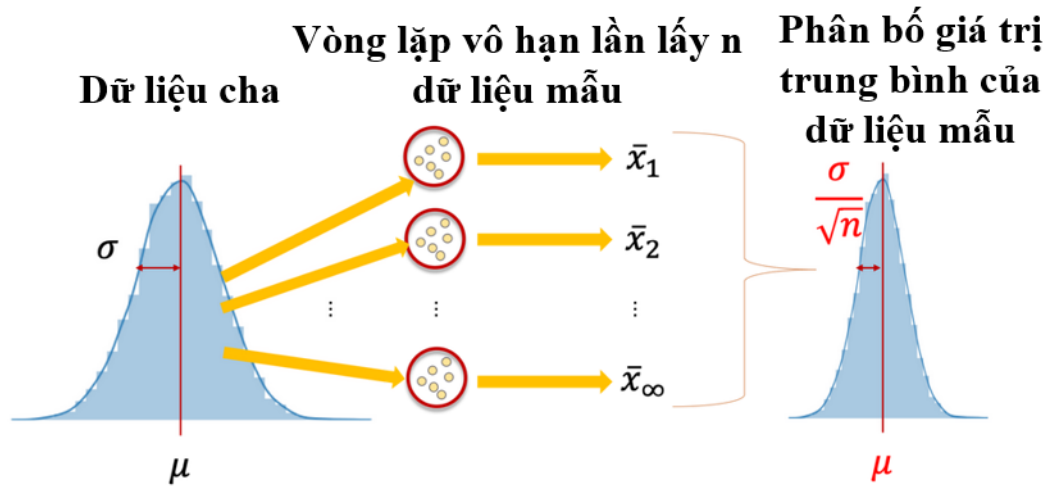 Dữ liệu cha
Vòng lặp vô hạn lần lấy n
dữ liệu mẫu
Phân bố giá trị
trung bình của
dữ liệu mẫu
σ
μ
x̄₁
x̄₂
⋮ ⋮ ⋮
x̄∞
σ
√n
μ